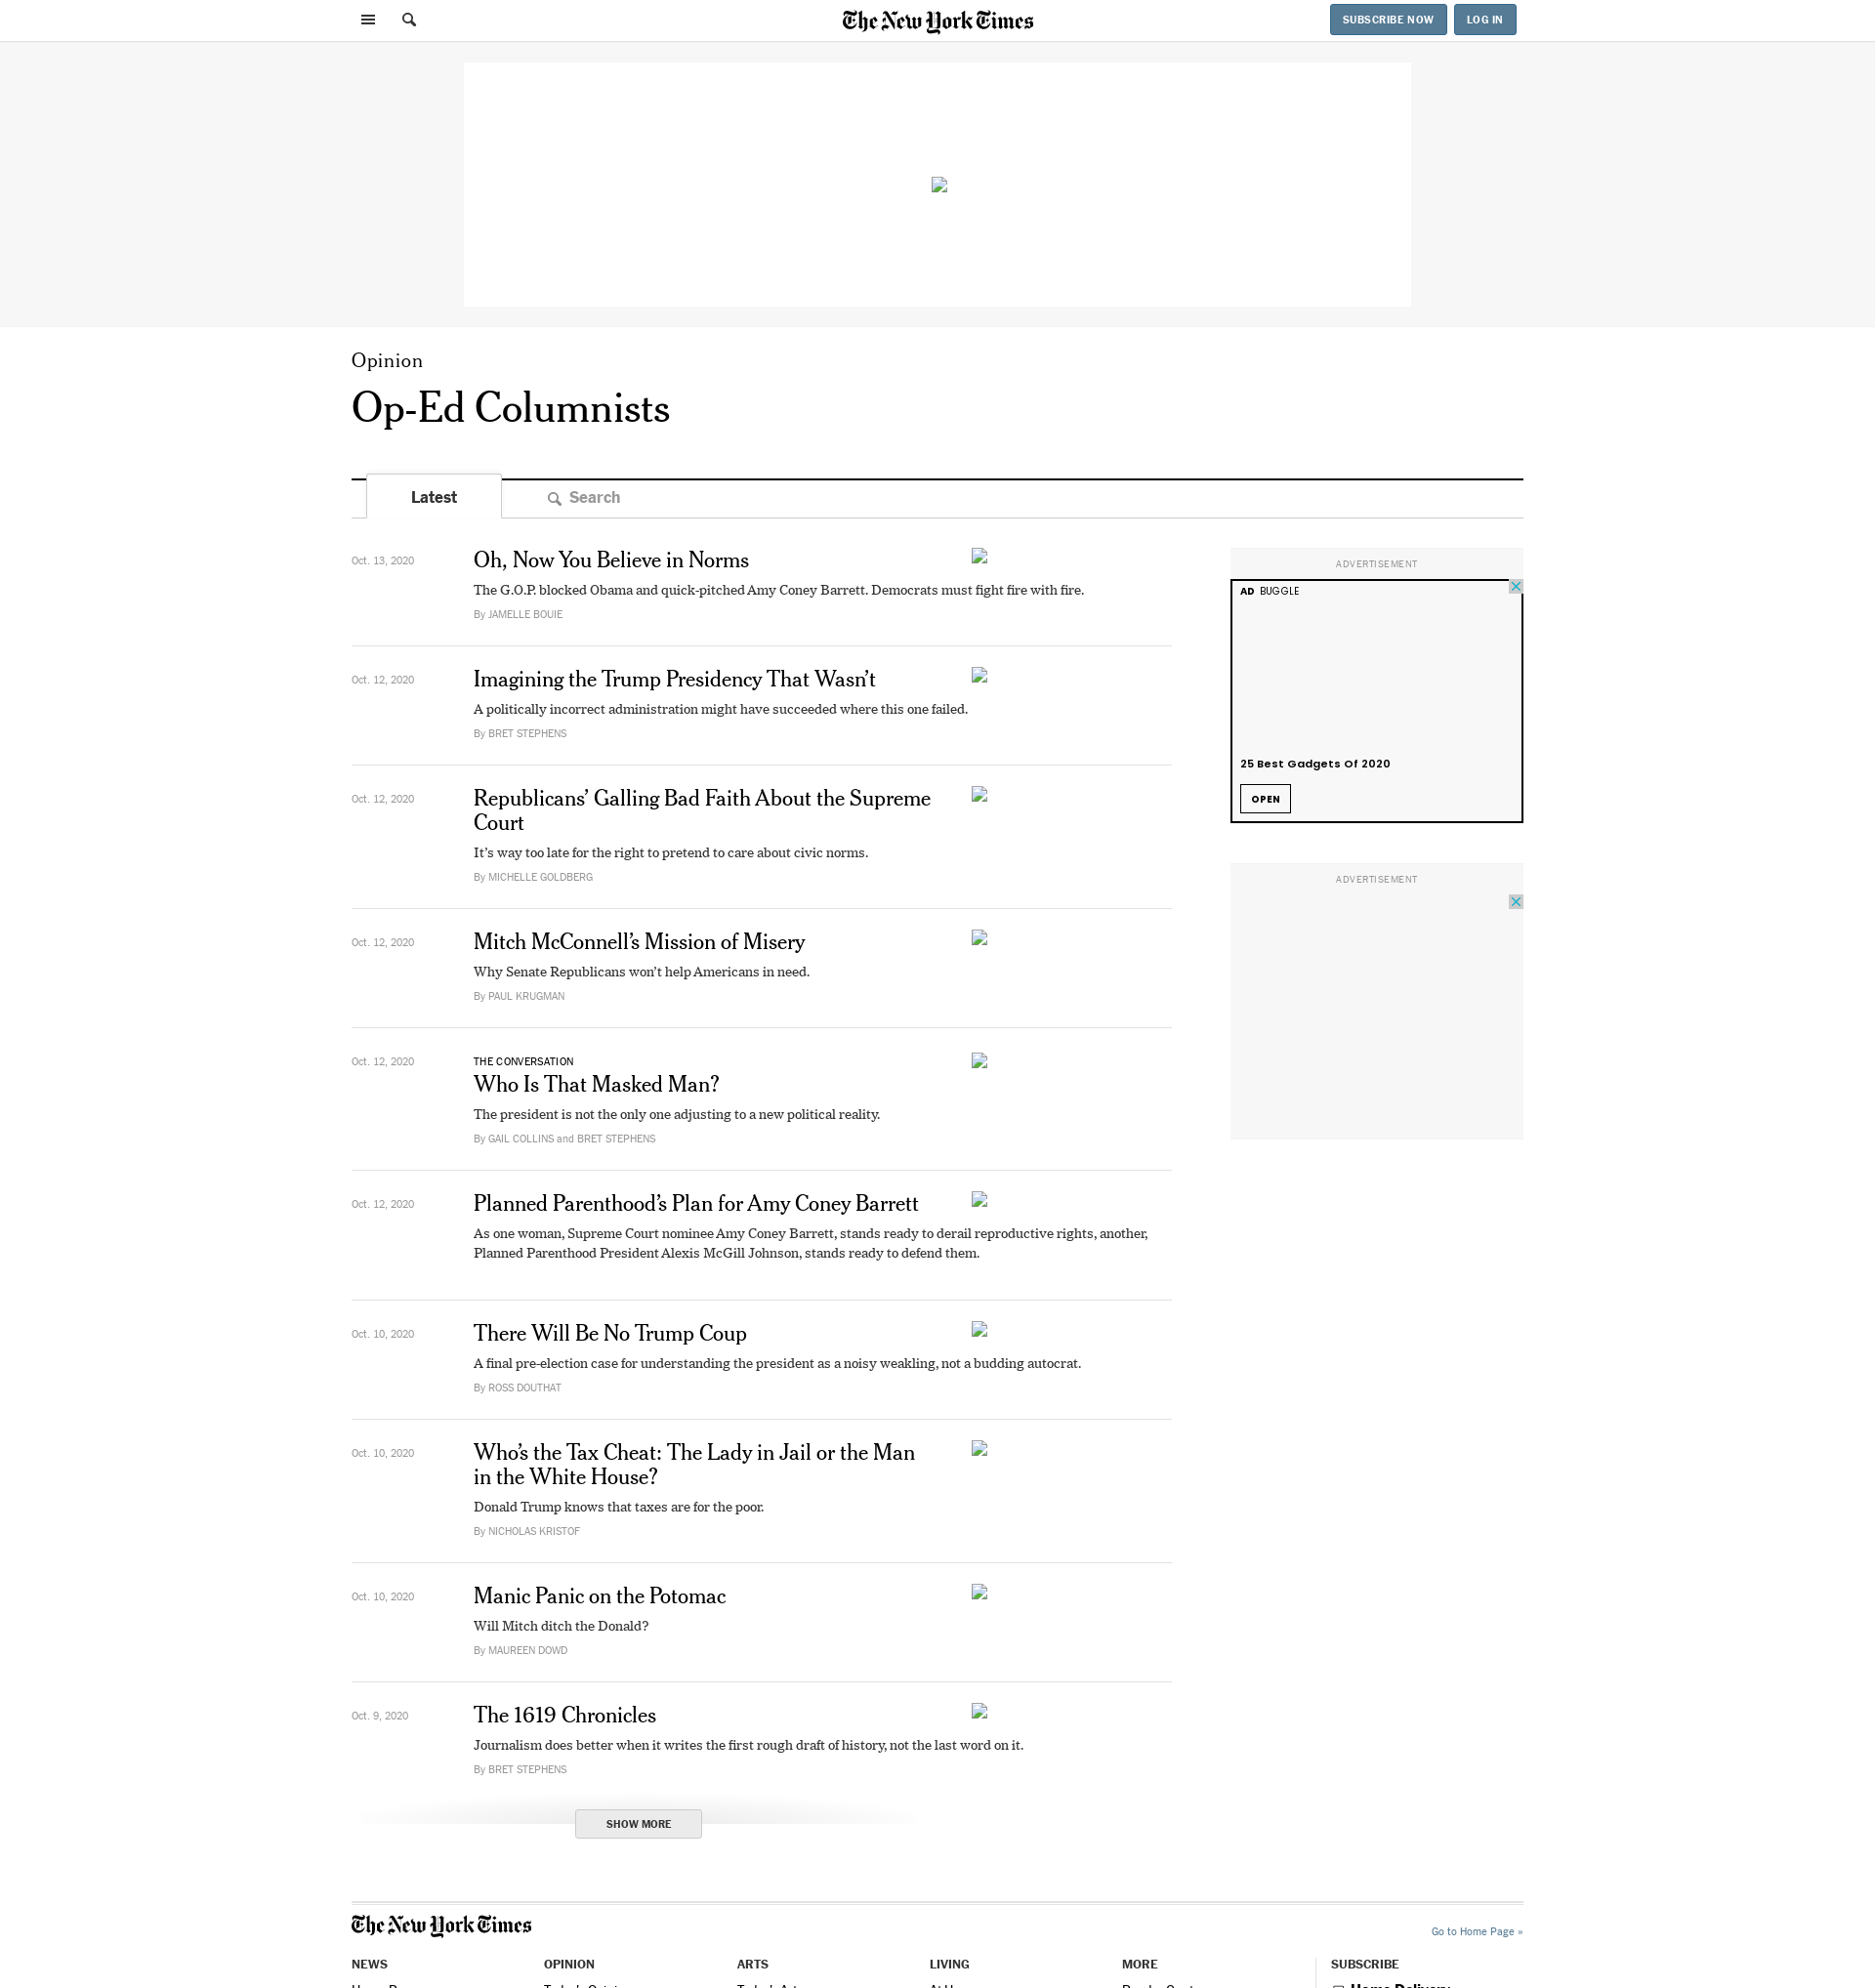 The New York Times
SUBSCRIBE NOW
LOG IN
Opinion
Op-Ed Columnists
Latest
Search
Oct. 13, 2020
Oh, Now You Believe in Norms
The G.O.P. blocked Obama and quick-pitched Amy Coney Barrett. Democrats must fight fire with fire.
By JAMELLE BOUIE
Oct. 12, 2020
Imagining the Trump Presidency That Wasn’t
A politically incorrect administration might have succeeded where this one failed.
By BRET STEPHENS
Oct. 12, 2020
Republicans’ Galling Bad Faith About the Supreme
Court
It’s way too late for the right to pretend to care about civic norms.
By MICHELLE GOLDBERG
Oct. 12, 2020
Mitch McConnell’s Mission of Misery
Why Senate Republicans won’t help Americans in need.
By PAUL KRUGMAN
Oct. 12, 2020
THE CONVERSATION
Who Is That Masked Man?
The president is not the only one adjusting to a new political reality.
By GAIL COLLINS and BRET STEPHENS
Oct. 12, 2020
Planned Parenthood’s Plan for Amy Coney Barrett
As one woman, Supreme Court nominee Amy Coney Barrett, stands ready to derail reproductive rights, another,
Planned Parenthood President Alexis McGill Johnson, stands ready to defend them.
Oct. 10, 2020
There Will Be No Trump Coup
A final pre-election case for understanding the president as a noisy weakling, not a budding autocrat.
By ROSS DOUTHAT
Oct. 10, 2020
Who’s the Tax Cheat: The Lady in Jail or the Man
in the White House?
Donald Trump knows that taxes are for the poor.
By NICHOLAS KRISTOF
Oct. 10, 2020
Manic Panic on the Potomac
Will Mitch ditch the Donald?
By MAUREEN DOWD
Oct. 9, 2020
The 1619 Chronicles
Journalism does better when it writes the first rough draft of history, not the last word on it.
By BRET STEPHENS
SHOW MORE
ADVERTISEMENT
AD BUGGLE
25 Best Gadgets Of 2020
OPEN
ADVERTISEMENT
The New York Times
Go to Home Page »
NEWS
OPINION
ARTS
LIVING
MORE
SUBSCRIBE
Home Delivery